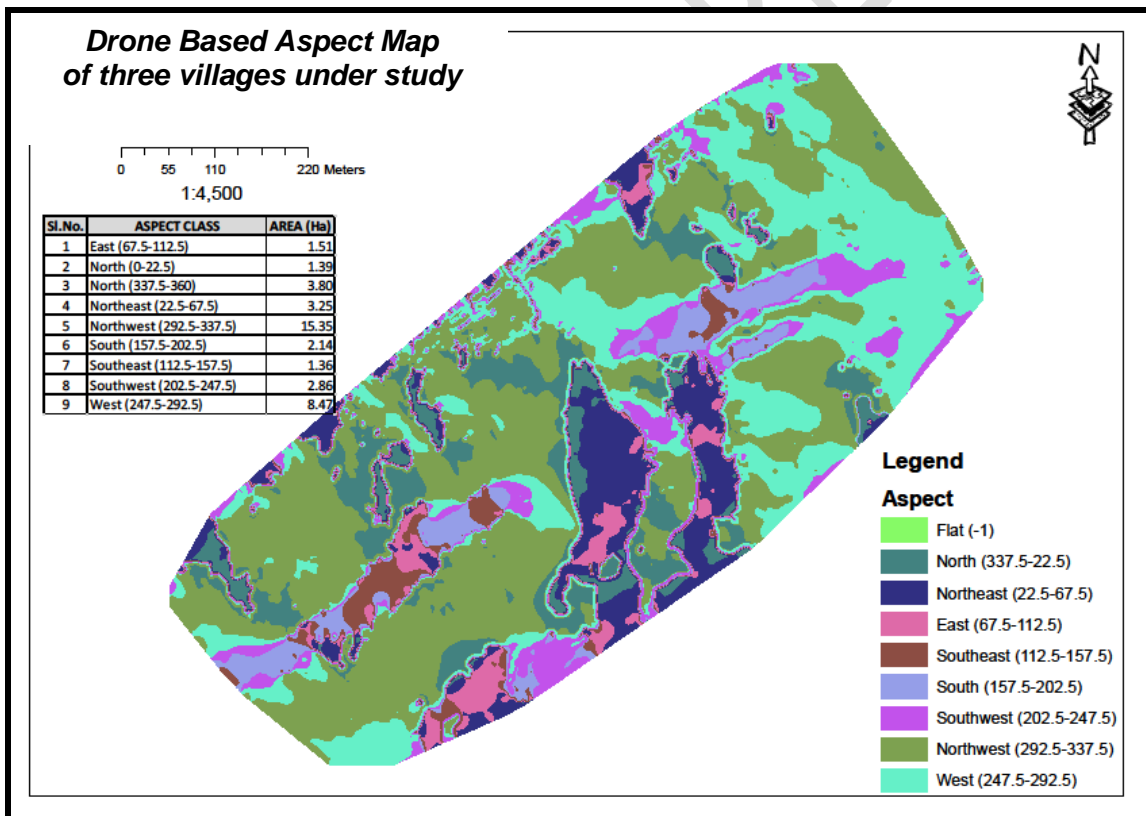 Drone Based Aspect Map
of three villages under study
N
0 55 110 220 Meters
1:4,500
Sl.No. ASPECT CLASS AREA (Ha)
1 East (67.5-112.5) 1.51
2 North (0-22.5) 1.39
3 North (337.5-360) 3.80
4 Northeast (22.5-67.5) 3.25
5 Northwest (292.5-337.5) 15.35
6 South (157.5-202.5) 2.14
7 Southeast (112.5-157.5) 1.36
8 Southwest (202.5-247.5) 2.86
9 West (247.5-292.5) 8.47
Legend
Aspect
Flat (-1)
North (337.5-22.5)
Northeast (22.5-67.5)
East (67.5-112.5)
Southeast (112.5-157.5)
South (157.5-202.5)
Southwest (202.5-247.5)
Northwest (292.5-337.5)
West (247.5-292.5)